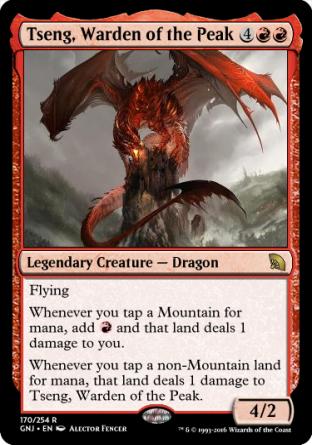 Tseng, Warden of the Peak 4
Legendary Creature — Dragon
Flying
Whenever you tap a Mountain for
mana, add and that land deals 1
damage to you.
Whenever you tap a non-Mountain land
for mana, that land deals 1 damage to
Tseng, Warden of the Peak.
4/2
170/254 R
GNJ • EN Alector Fencer
™ & © 1993-2016 Wizards of the Coast